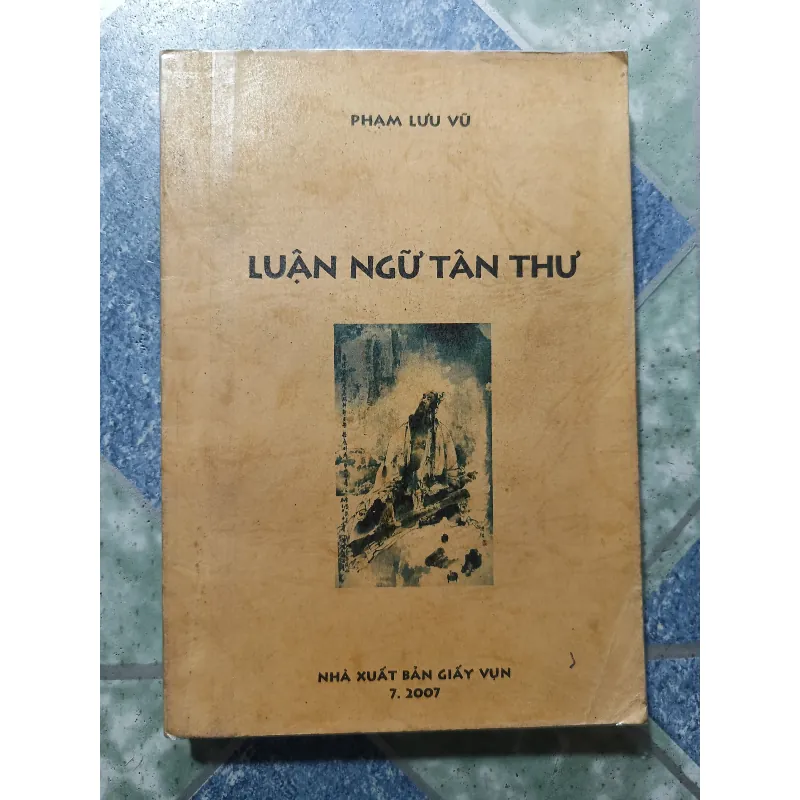 PHẠM LƯU VŨ
LUẬN NGỮ TÂN THƯ
NHÀ XUẤT BẢN GIẤY VỤN
7. 2007